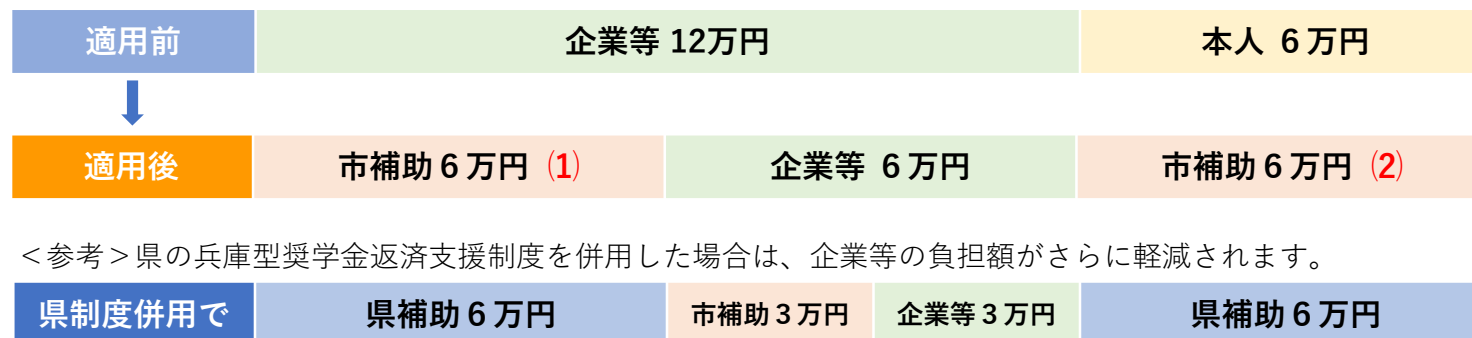 適用前 企業等 12万円 本人 ６万円
適用後 市補助６万円 (1) 企業等 ６万円 市補助６万円 (2)
＜参考＞県の兵庫型奨学金返済支援制度を併用した場合は、企業等の負担額がさらに軽減されます。
県制度併用で 県補助６万円 市補助３万円 企業等３万円 県補助６万円